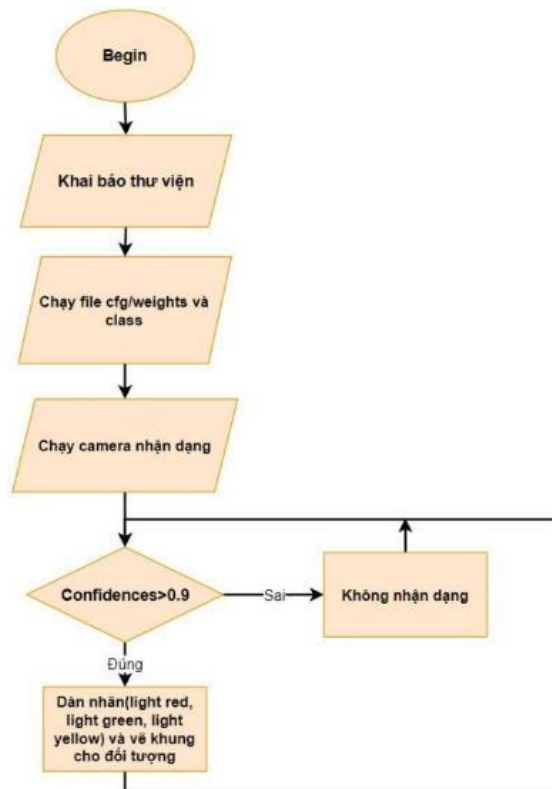 Begin
Khai báo thư viện
Chạy file cfg/weights và
class
Chạy camera nhận dạng
Confidences>0.9
Sai
Không nhận dạng
Đúng
Dàn nhãn(light red,
light green, light
yellow) và vẽ khung
cho đối tượng